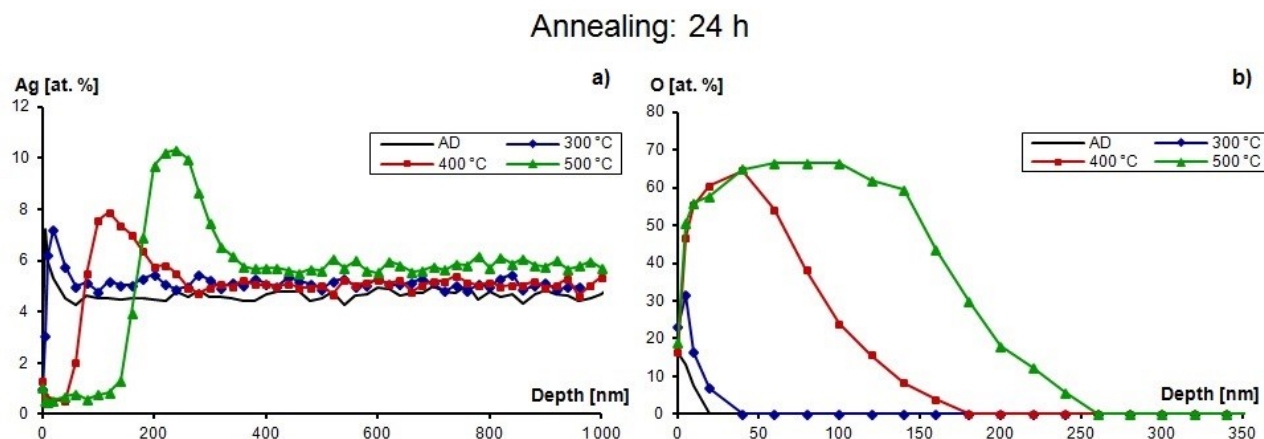 Annealing: 24 h
Ag [at. %]
a)
12
10
8
6
4
2
0
AD
300 °C
400 °C
500 °C
Depth [nm]
0
200
400
600
800
1 000
O [at. %]
b)
80
70
60
50
40
30
20
10
0
AD
300 °C
400 °C
500 °C
Depth [nm]
0
50
100
150
200
250
300
350